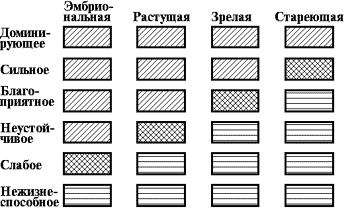 Эмбрио-
нальная Растущая Зрелая Стареющая
Домини-
рующее
Сильное
Благо-
приятное
Неустой-
чивое
Слабое
Нежизне-
способное